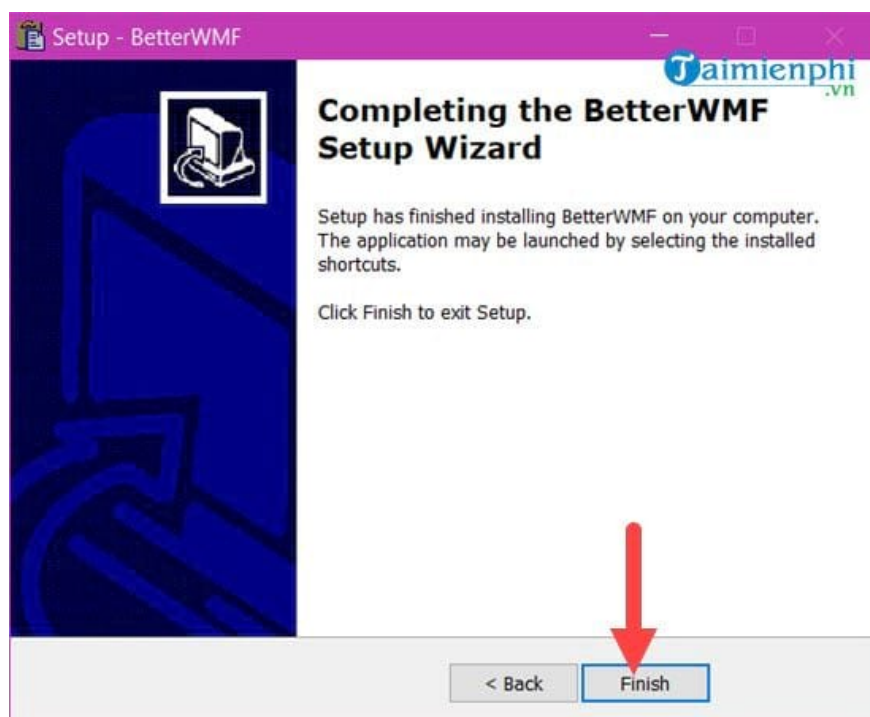 Setup - BetterWMF
Taimienphi
.vn
Completing the BetterWMF
Setup Wizard
Setup has finished installing BetterWMF on your computer.
The application may be launched by selecting the installed
shortcuts.
Click Finish to exit Setup.
< Back
Finish